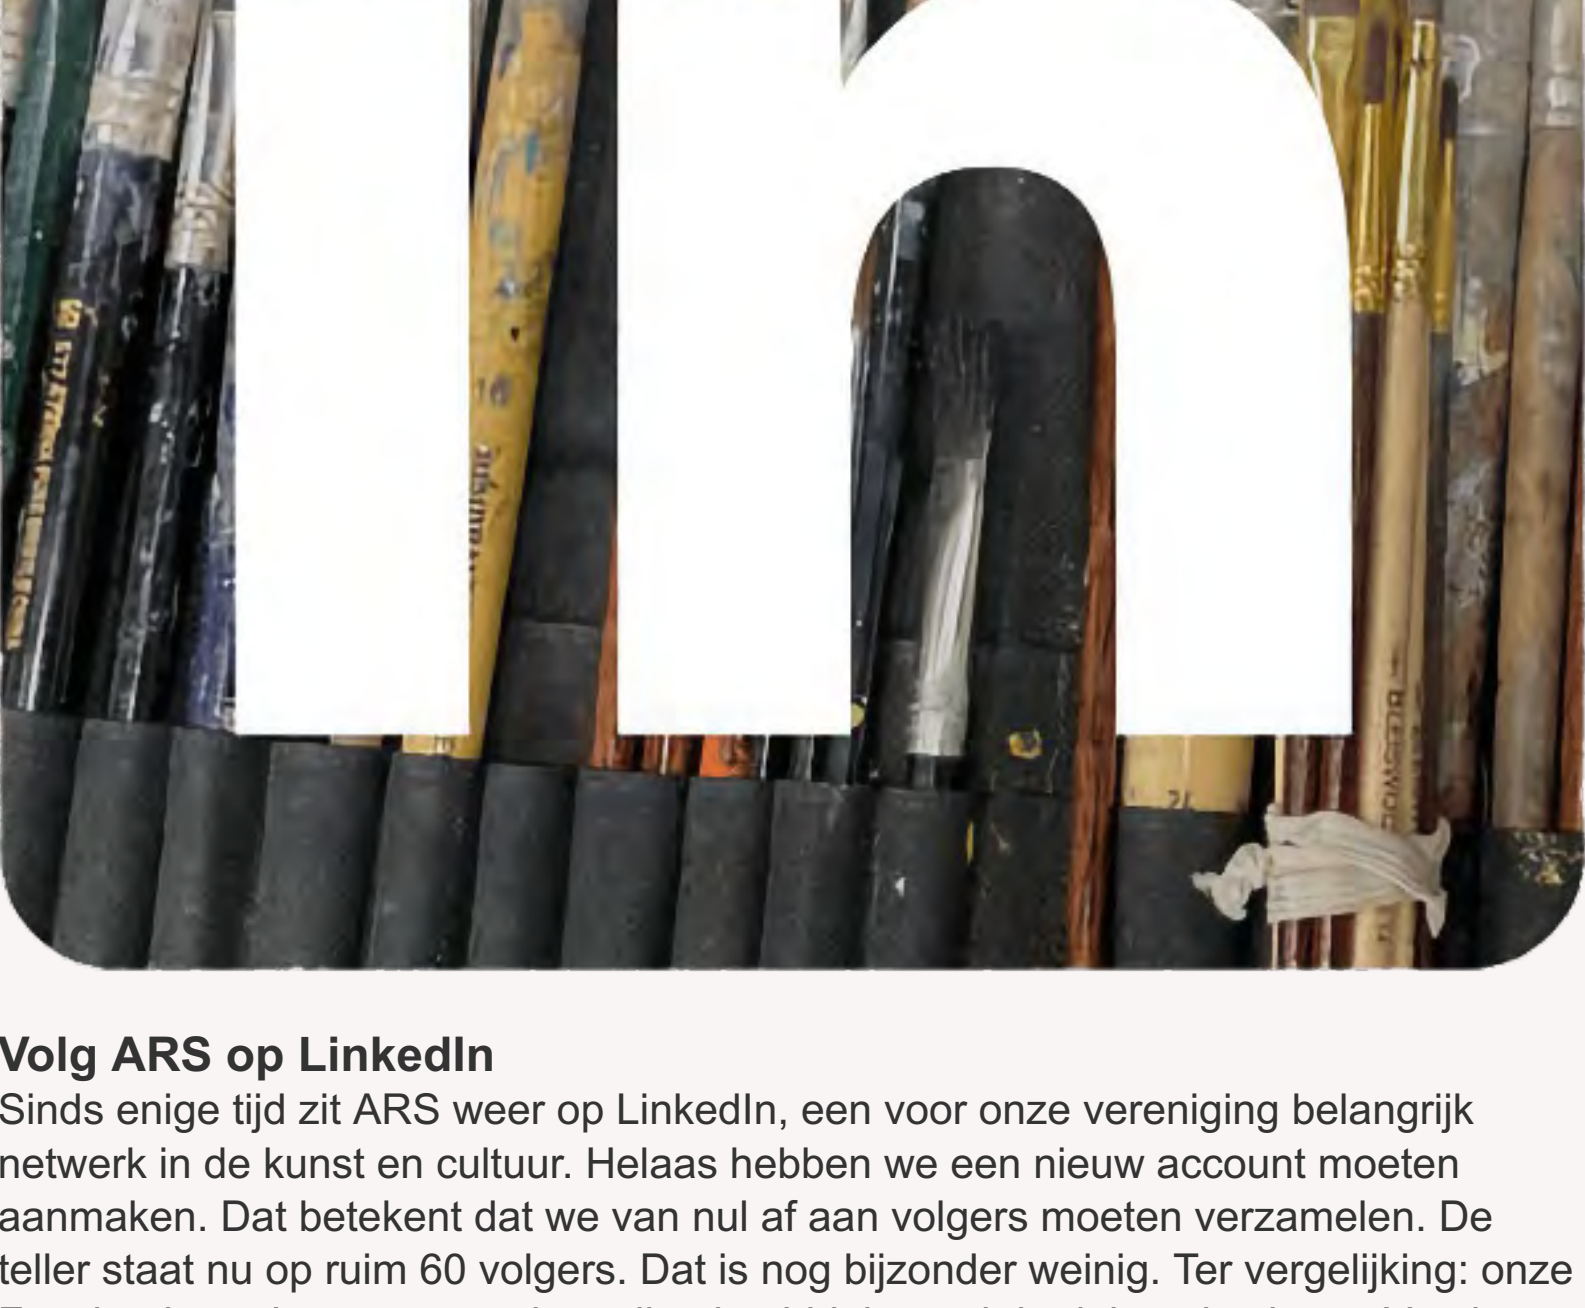 in
16
24
Volg ARS op LinkedIn
Sinds enige tijd zit ARS weer op LinkedIn, een voor onze vereniging belangrijk
netwerk in de kunst en cultuur. Helaas hebben we een nieuw account moeten
aanmaken. Dat betekent dat we van nul af aan volgers moeten verzamelen. De
teller staat nu op ruim 60 volgers. Dat is nog bijzonder weinig. Ter vergelijking: onze